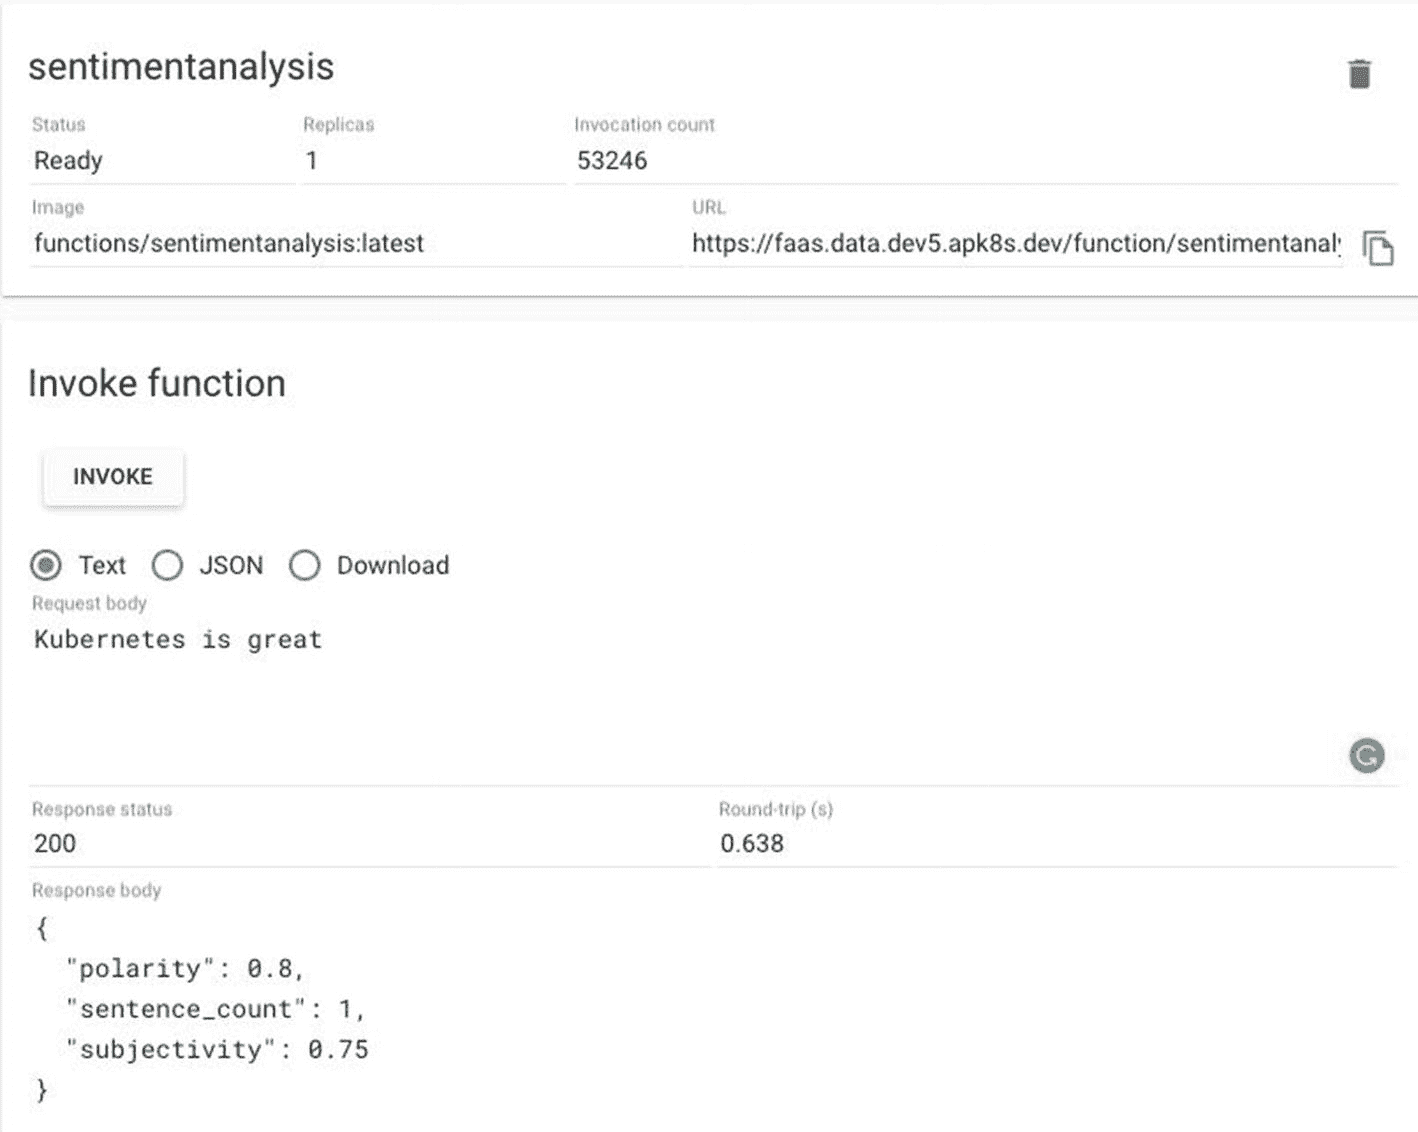 sentimentanalysis
Status Replicas Invocation count
Ready 1 53246
Image URL
functions/sentimentanalysis:latest https://faas.data.dev5.apk8s.dev/function/sentimentanaly
Invoke function
INVOKE
Text JSON Download
Request body
Kubernetes is great
Response status Round-trip (s)
200 0.638
Response body
{
"polarity": 0.8,
"sentence_count": 1,
"subjectivity": 0.75
}